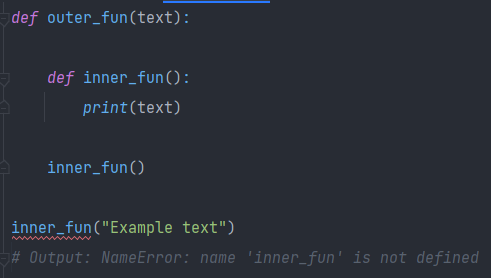 def outer_fun(text):
def inner_fun():
print(text)
inner_fun()
inner_fun("Example text")
# Output: NameError: name 'inner_fun' is not defined